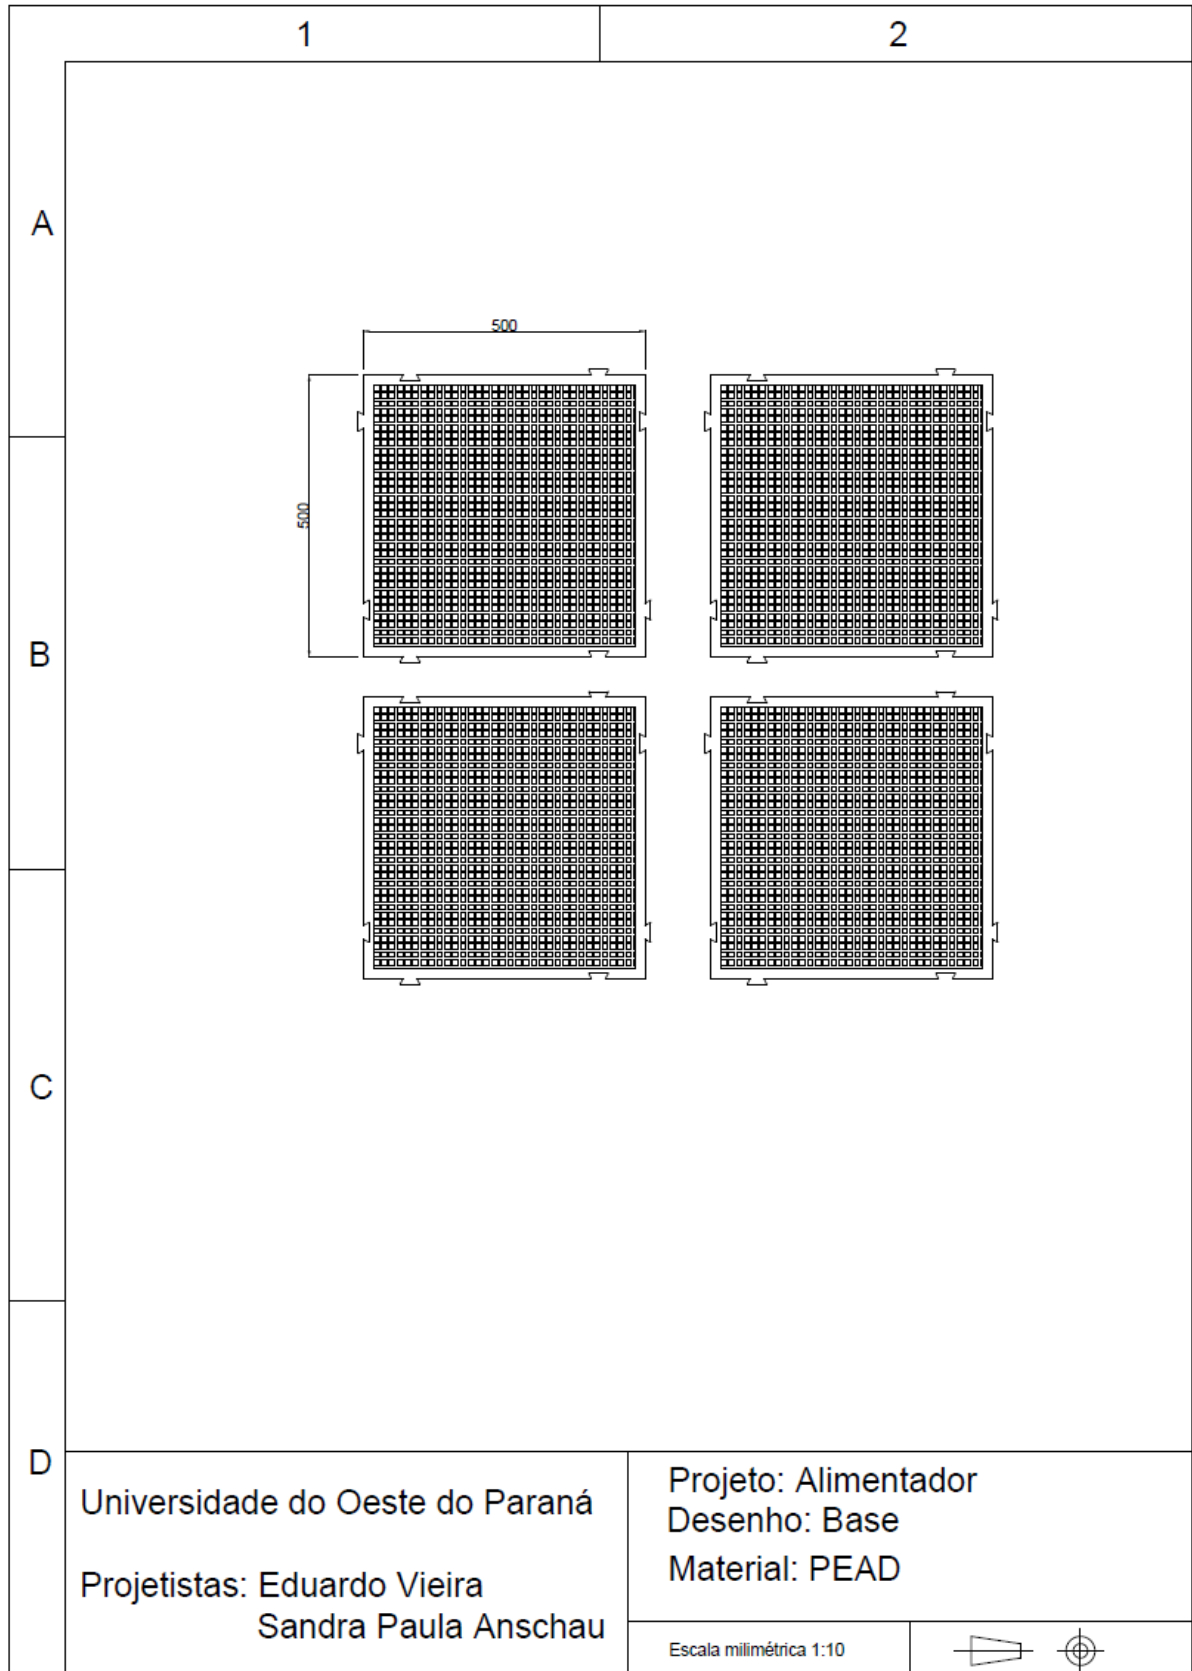 1
2
A
B
C
D
500
500
Universidade do Oeste do Paraná
Projetistas: Eduardo Vieira
Sandra Paula Anschau
Projeto: Alimentador
Desenho: Base
Material: PEAD
Escala milimétrica 1:10